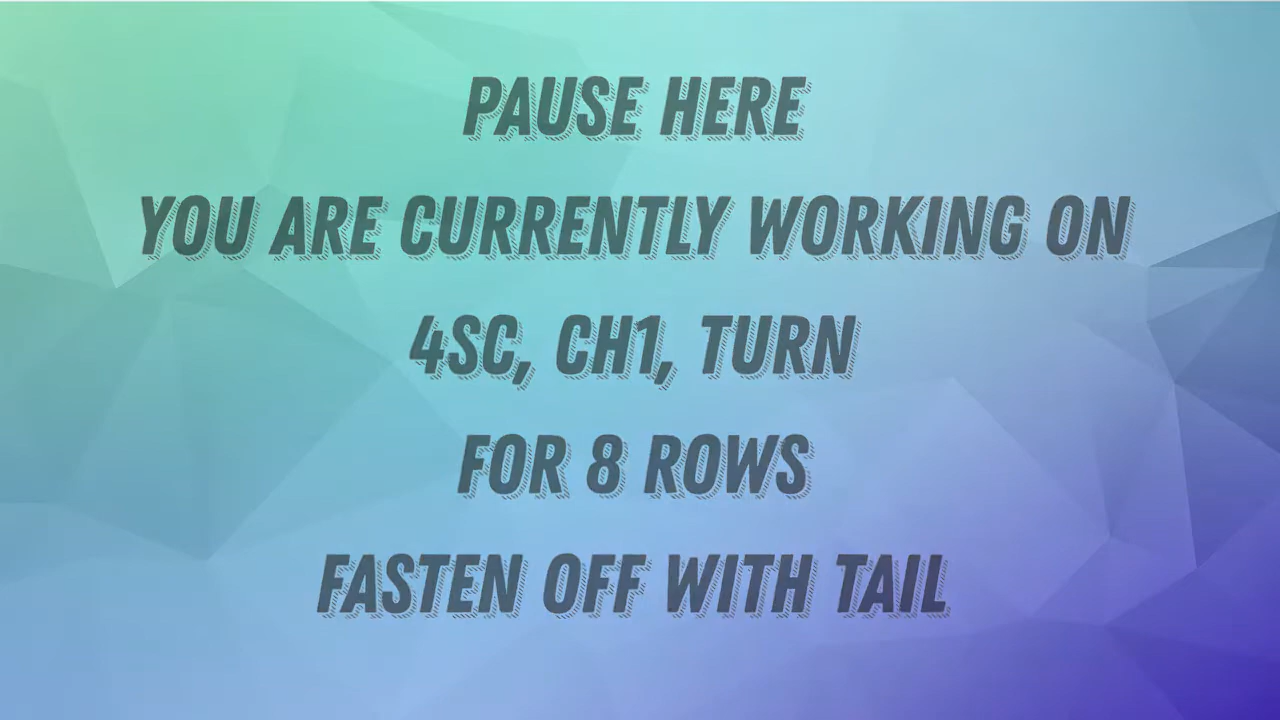 PAUSE HERE
YOU ARE CURRENTLY WORKING ON
4SC, CH1, TURN
FOR 8 ROWS
FASTEN OFF WITH TAIL